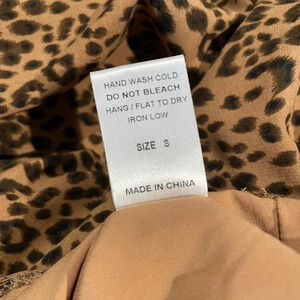 HAND WASH COLD
DO NOT BLEACH
HANG / FLAT TO DRY
IRON LOW
SIZE S
MADE IN CHINA